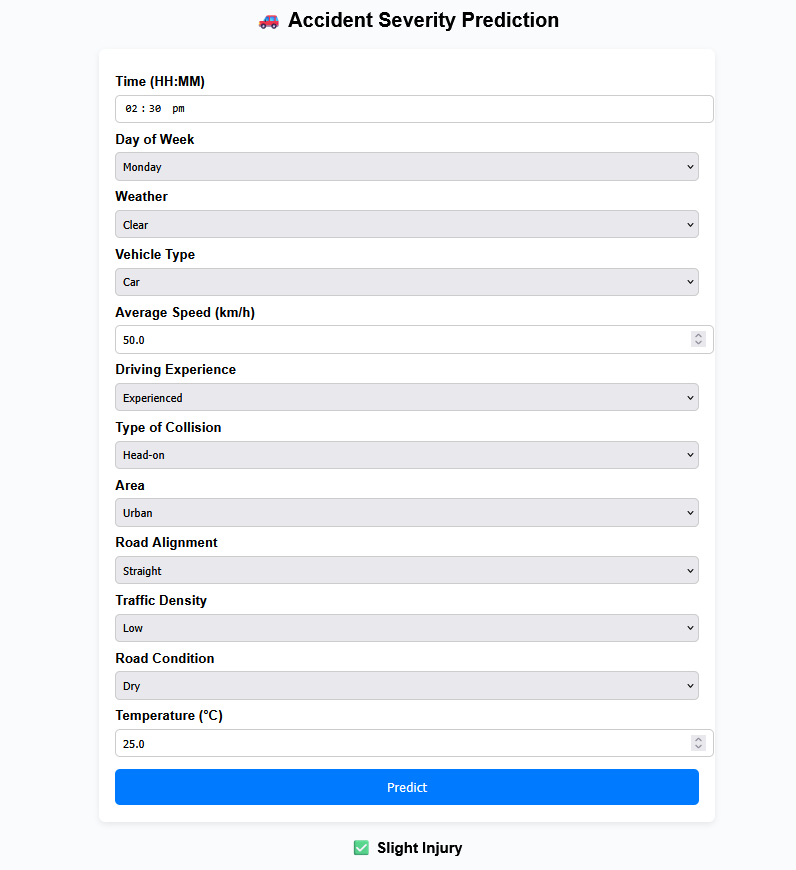 Accident Severity Prediction
Time (HH:MM)
02:30 pm
Day of Week
Monday
Weather
Clear
Vehicle Type
Car
Average Speed (km/h)
50.0
Driving Experience
Experienced
Type of Collision
Head-on
Area
Urban
Road Alignment
Straight
Traffic Density
Low
Road Condition
Dry
Temperature (°C)
25.0
Predict
Slight Injury